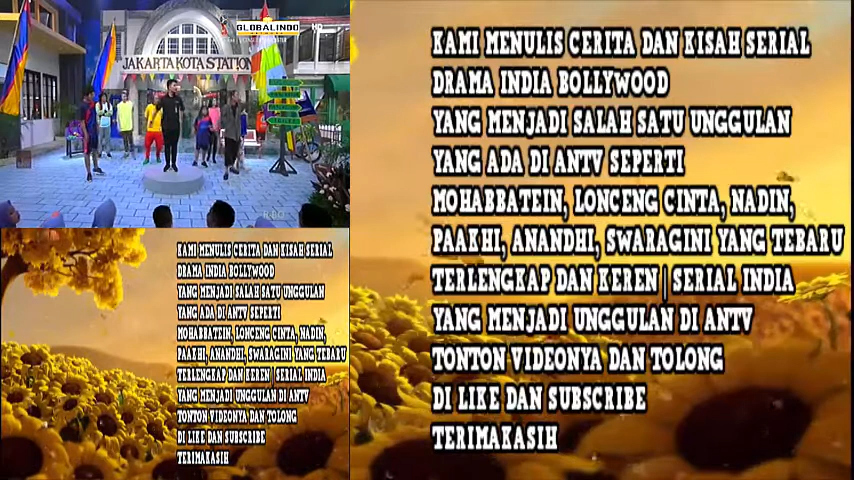 GLOBALINDO
HD
JAKARTA KOTA STATION
KAMI MENULIS CERITA DAN KISAH SERIAL
DRAMA INDIA BOLLYWOOD
YANG MENJADI SALAH SATU UNGGULAN
YANG ADA DI ANTV SEPERTI
MOHABBATEIN, LONCENG CINTA, NADIN,
PAAKHI, ANANDHI, SWARAGINI YANG TEBARU
TERLENGKAP DAN KEREN | SERIAL INDIA
YANG MENJADI UNGGULAN DI ANTV
TONTON VIDEONYA DAN TOLONG
DI LIKE DAN SUBSCRIBE
TERIMAKASIH
KAMI MENULIS CERITA DAN KISAH SERIAL
DRAMA INDIA BOLLYWOOD
YANG MENJADI SALAH SATU UNGGULAN
YANG ADA DI ANTV SEPERTI
MOHABBATEIN, LONCENG CINTA, NADIN,
PAAKHI, ANANDHI, SWARAGINI YANG TEBARU
TERLENGKAP DAN KEREN | SERIAL INDIA
YANG MENJADI UNGGULAN DI ANTV
TONTON VIDEONYA DAN TOLONG
DI LIKE DAN SUBSCRIBE
TERIMAKASIH